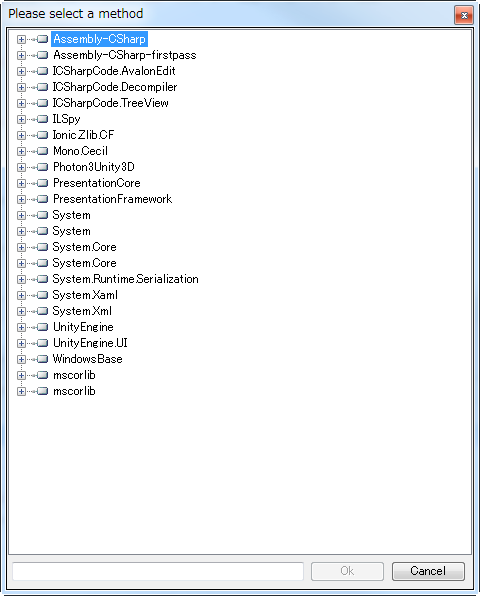 Please select a method
Assembly-CSharp
Assembly-CSharp-firstpass
ICSharpCode.AvalonEdit
ICSharpCode.Decompiler
ICSharpCode.TreeView
ILSpy
Ionic.Zlib.CF
Mono.Cecil
Photon3Unity3D
PresentationCore
PresentationFramework
System
System
System.Core
System.Core
System.Runtime.Serialization
System.Xaml
System.Xml
UnityEngine
UnityEngine.UI
WindowsBase
mscorlib
mscorlib
Ok Cancel